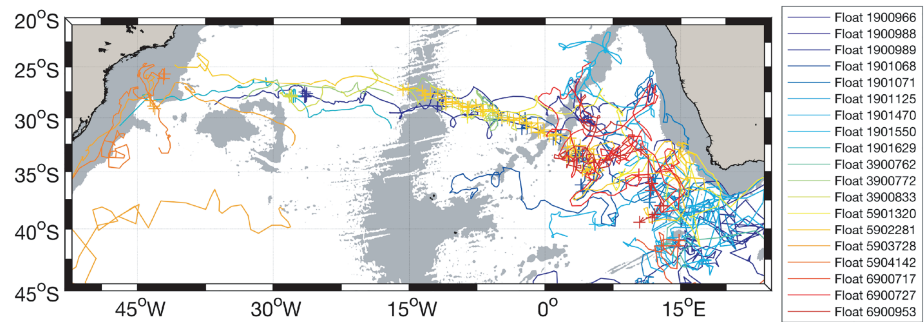 20°S
25°S
30°S
35°S
40°S
45°S
45°W
30°W
15°W
0°
15°E
Float 1900966
Float 1900988
Float 1900989
Float 1901068
Float 1901071
Float 1901125
Float 1901470
Float 1901550
Float 1901629
Float 3900762
Float 3900772
Float 3900833
Float 5901320
Float 5902281
Float 5903728
Float 5904142
Float 6900717
Float 6900727
Float 6900953